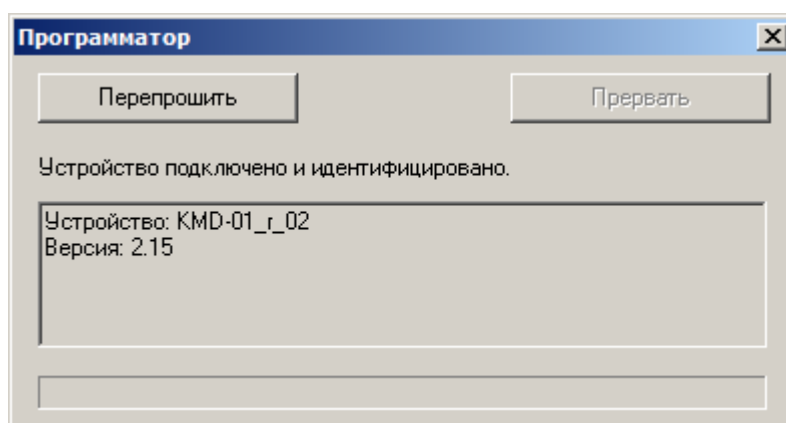 Программатор
Перепрошить
Прервать
Устройство подключено и идентифицировано.
Устройство: KMD-01_r_02
Версия: 2.15